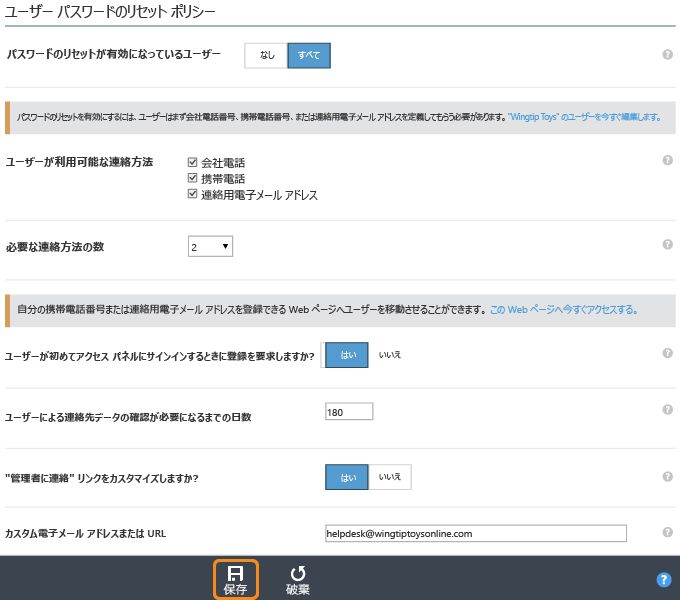 ユーザー パスワードのリセット ポリシー
パスワードのリセットが有効になっているユーザー なし すべて
パスワードのリセットを有効にするには、ユーザーはまず会社電話番号、携帯電話番号、または連絡用電子メール アドレスを定義してもらう必要があります。"Wingtip Toys" のユーザーを今すぐ編集します。
ユーザーが利用可能な連絡方法 会社電話
携帯電話
連絡用電子メール アドレス
必要な連絡方法の数 2
自分の携帯電話番号または連絡用電子メール アドレスを登録できる Web ページへユーザーを移動させることができます。 この Web ページへ今すぐアクセスする。
ユーザーが初めてアクセス パネルにサインインするときに登録を要求しますか? はい いいえ
ユーザーによる連絡先データの確認が必要になるまでの日数 180
"管理者に連絡" リンクをカスタマイズしますか? はい いいえ
カスタム電子メール アドレスまたは URL helpdesk@wingtiptoysonline.com
保存 破棄